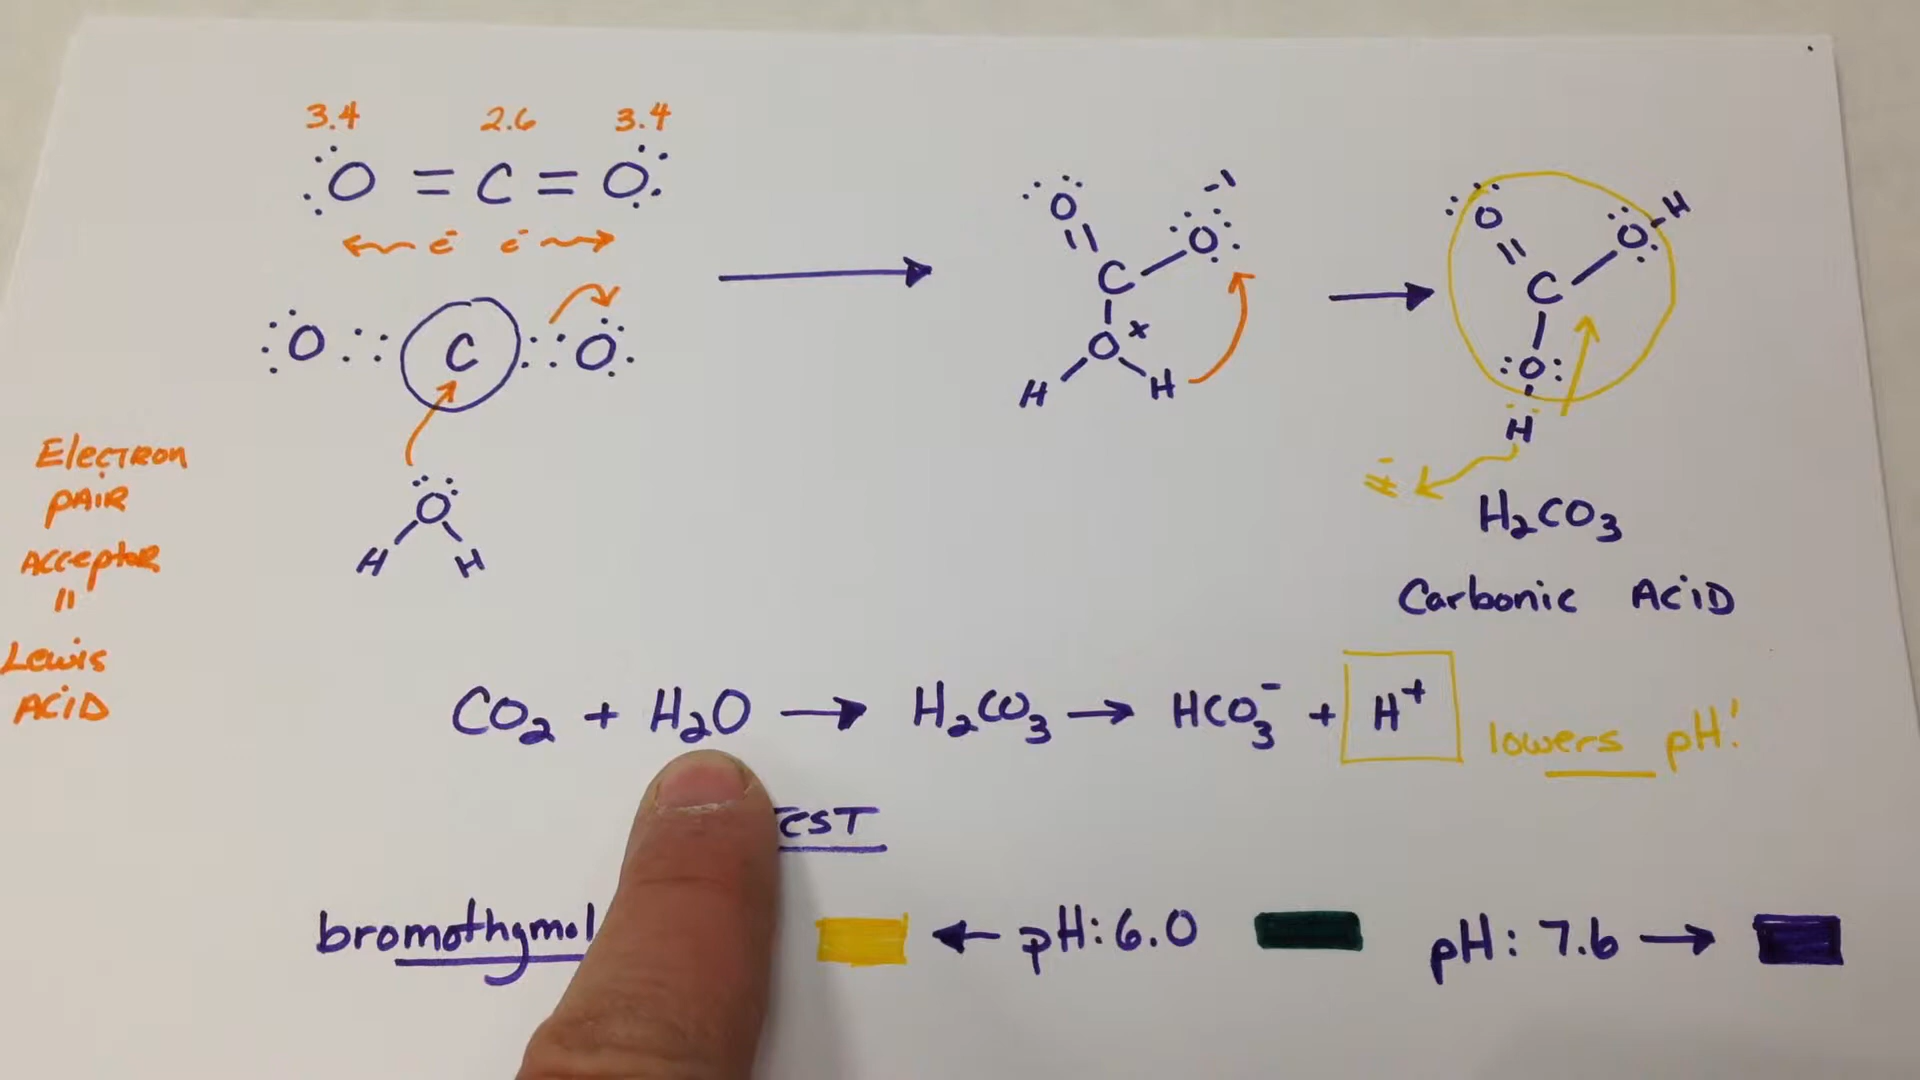 3.4 2.6 3.4
O = C = O
← e⁻ e⁻ →
O :: C :: O
O
H H
Electron
pAIR
Acceptor
=
Lewis
ACiD
→
O O -1
C
O x
H H
→
O O-H
C
O
H
H₂CO₃
Carbonic ACiD
CO₂ + H₂O → H₂CO₃ → HCO₃⁻ + H⁺ lowers pH!
bromothymol ← pH: 6.0 pH: 7.6 →